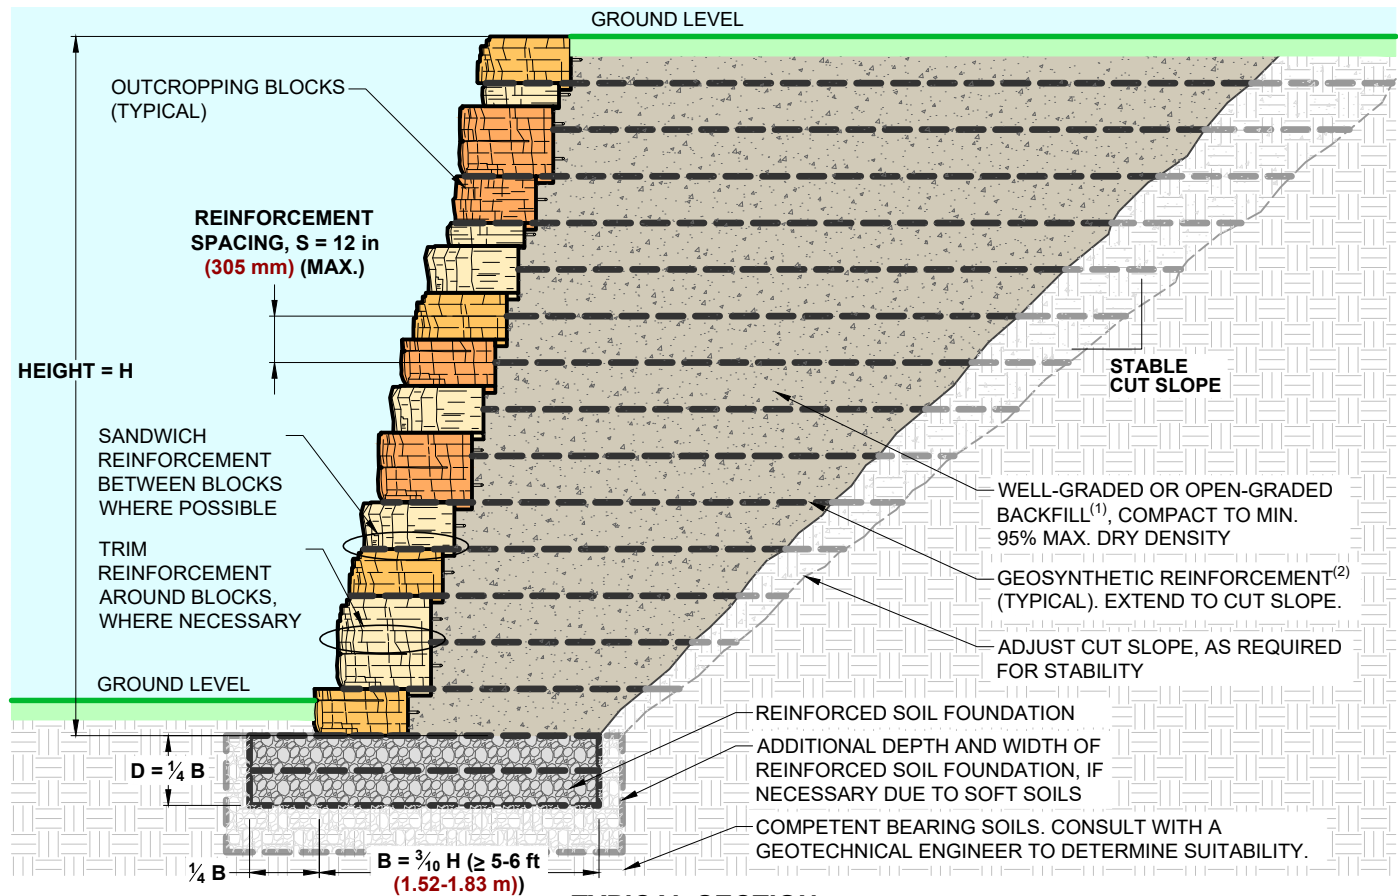 GROUND LEVEL
OUTCROPPING BLOCKS
(TYPICAL)
REINFORCEMENT
SPACING, S = 12 in
(305 mm) (MAX.)
HEIGHT = H
STABLE
CUT SLOPE
SANDWICH
REINFORCEMENT
BETWEEN BLOCKS
WHERE POSSIBLE
WELL-GRADED OR OPEN-GRADED
BACKFILL(1), COMPACT TO MIN.
95% MAX. DRY DENSITY
TRIM
REINFORCEMENT
AROUND BLOCKS,
WHERE NECESSARY
GEOSYNTHETIC REINFORCEMENT(2)
(TYPICAL). EXTEND TO CUT SLOPE.
ADJUST CUT SLOPE, AS REQUIRED
FOR STABILITY
GROUND LEVEL
REINFORCED SOIL FOUNDATION
D = 1/4 B
ADDITIONAL DEPTH AND WIDTH OF
REINFORCED SOIL FOUNDATION, IF
NECESSARY DUE TO SOFT SOILS
COMPETENT BEARING SOILS. CONSULT WITH A
GEOTECHNICAL ENGINEER TO DETERMINE SUITABILITY.
1/4 B
B = 3/10 H (≥ 5-6 ft
(1.52-1.83 m))